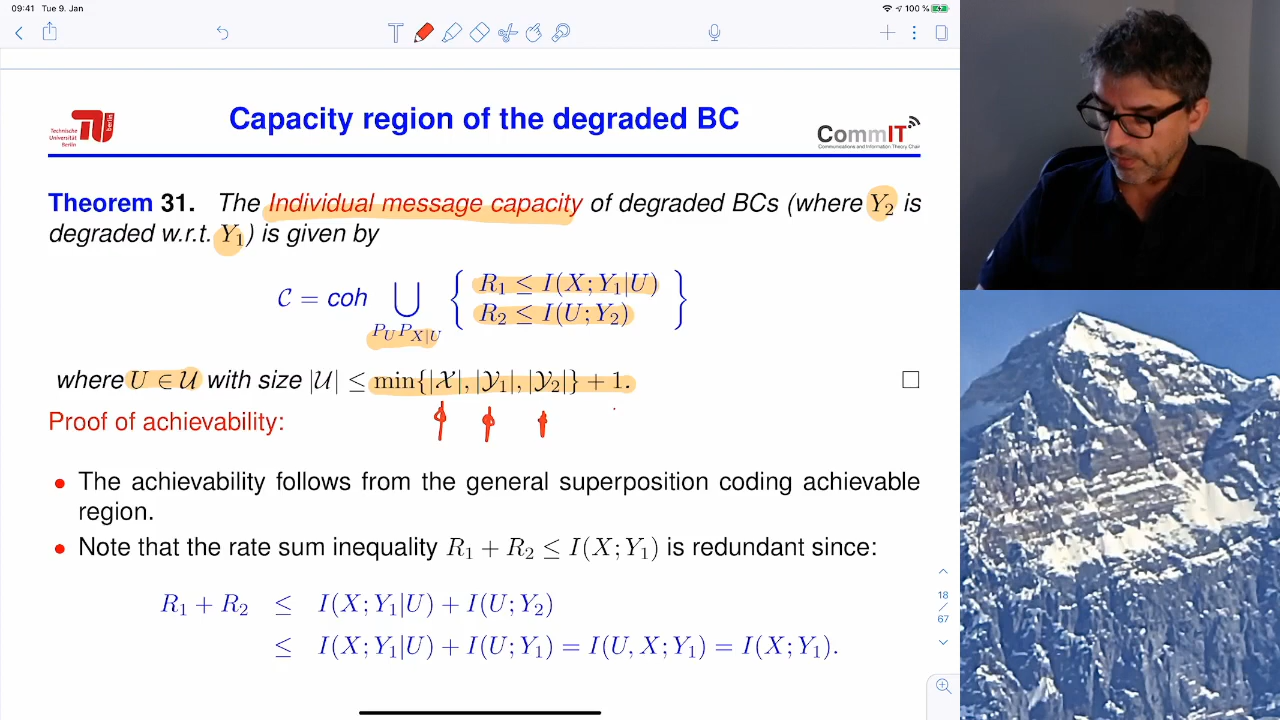 09:41 Tue 9. Jan
100 %
Capacity region of the degraded BC
Technische
Universität
Berlin
berlin
CommIT
Communications and Information Theory Chair
Theorem 31. The Individual message capacity of degraded BCs (where Y₂ is
degraded w.r.t. Y₁) is given by
C = coh ⋃_{P_U P_{X|U}} { R₁ ≤ I(X; Y₁|U)
R₂ ≤ I(U; Y₂) }
where U ∈ 𝒰 with size |𝒰| ≤ min{|𝒳|, |𝒴₁|, |𝒴₂|} + 1. □
Proof of achievability:
• The achievability follows from the general superposition coding achievable
region.
• Note that the rate sum inequality R₁ + R₂ ≤ I(X; Y₁) is redundant since:
R₁ + R₂ ≤ I(X; Y₁|U) + I(U; Y₂)
≤ I(X; Y₁|U) + I(U; Y₁) = I(U, X; Y₁) = I(X; Y₁).
18
/
67